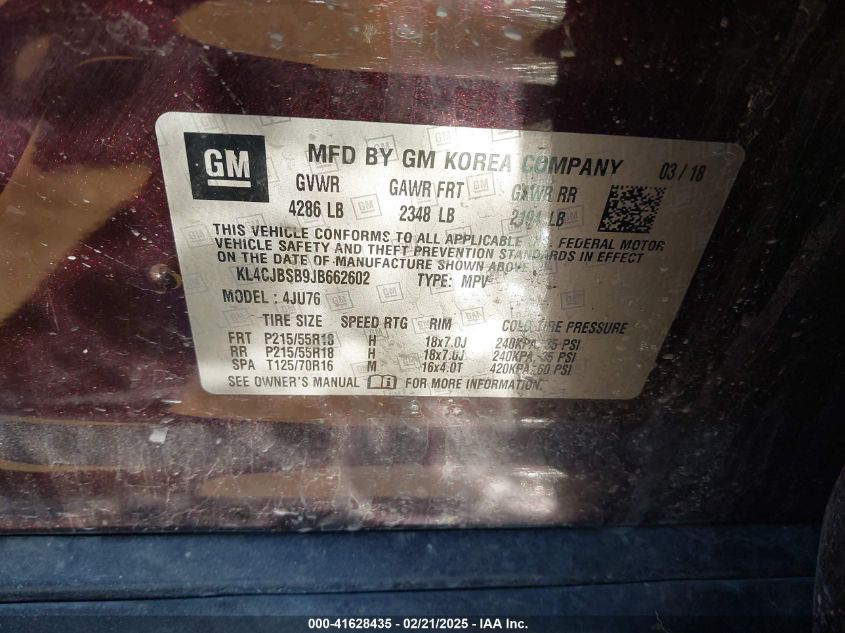 GM
MFD BY GM KOREA COMPANY 03 / 18
GVWR GAWR FRT GAWR RR
4286 LB 2348 LB 2194 LB
THIS VEHICLE CONFORMS TO ALL APPLICABLE U.S. FEDERAL MOTOR
VEHICLE SAFETY AND THEFT PREVENTION STANDARDS IN EFFECT
ON THE DATE OF MANUFACTURE SHOWN ABOVE.
KL4CJBSB9JB662602 TYPE: MPV
MODEL : 4JU76
TIRE SIZE SPEED RTG RIM COLD TIRE PRESSURE
FRT P215/55R18 H 18x7.0J 240KPA, 35 PSI
RR P215/55R18 H 18x7.0J 240KPA, 35 PSI
SPA T125/70R16 M 16x4.0T 420KPA, 60 PSI
SEE OWNER'S MANUAL FOR MORE INFORMATION.
000-41628435 - 02/21/2025 - IAA Inc.